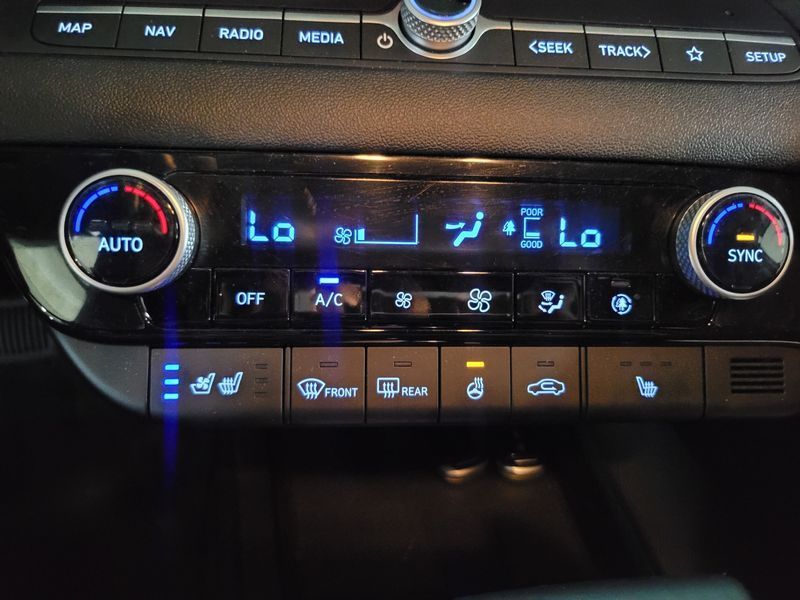 MAP NAV RADIO MEDIA <SEEK TRACK> SETUP
AUTO Lo POOR
GOOD Lo SYNC
OFF A/C
FRONT REAR